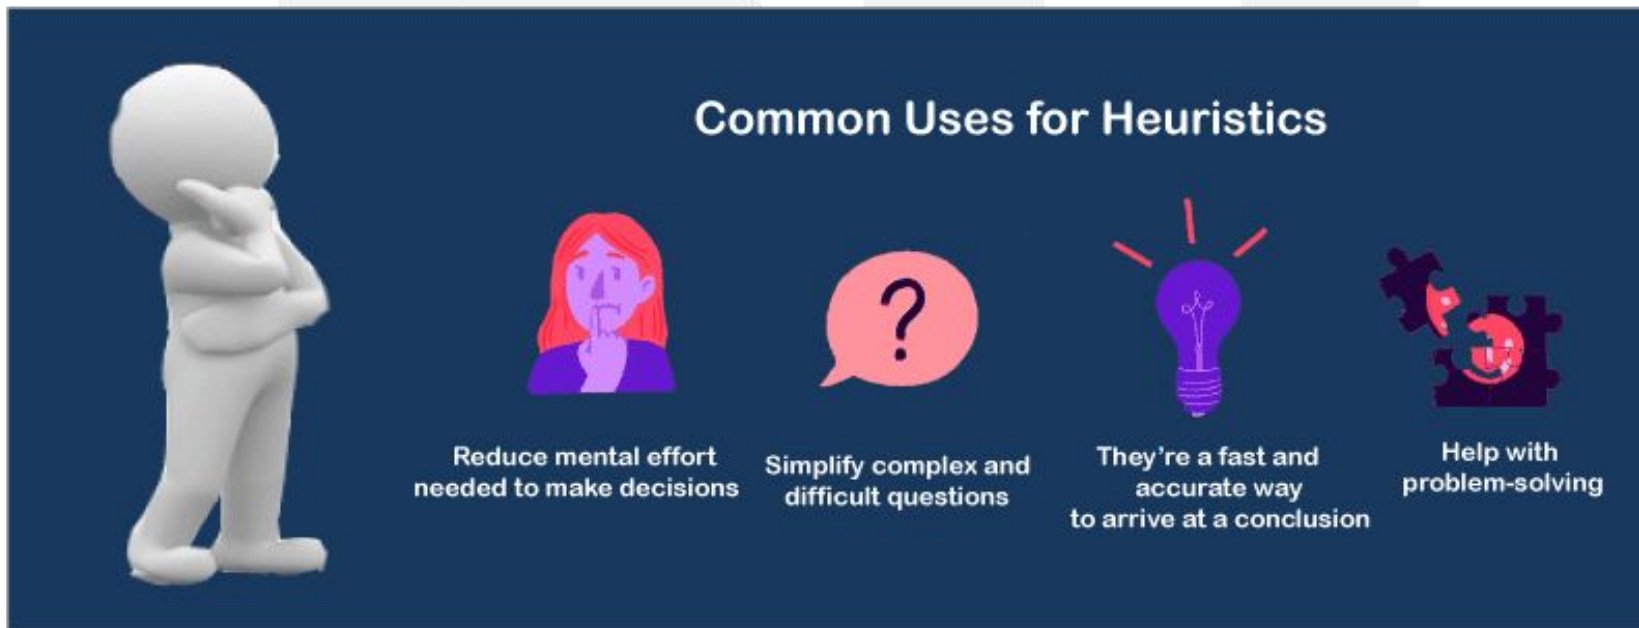 Common Uses for Heuristics
?
Reduce mental effort
needed to make decisions
Simplify complex and
difficult questions
They're a fast and
accurate way
to arrive at a conclusion
Help with
problem-solving